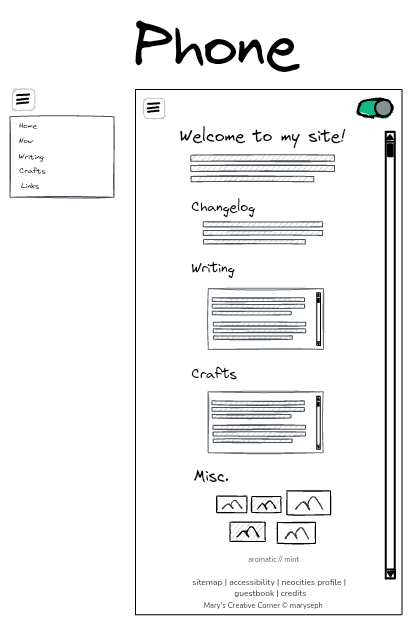 Phone
Home
Now
Writing
Crafts
Links
Welcome to my site!
Changelog
Writing
Crafts
Misc.
aromatic // mint
sitemap | accessibility | neocities profile |
guestbook | credits
Mary's Creative Corner © maryseph